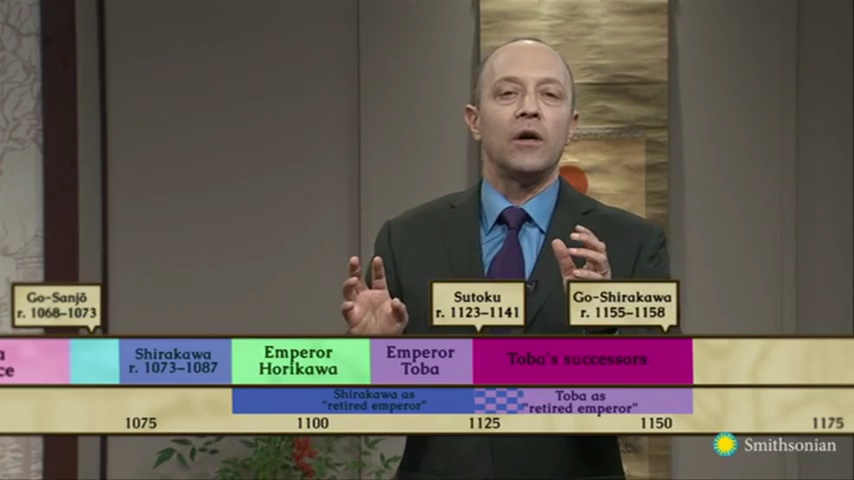 Go-Sanjō
r. 1068–1073
Sutoku
r. 1123–1141
Go-Shirakawa
r. 1155–1158
a
ce
Shirakawa
r. 1073–1087
Emperor
Horikawa
Emperor
Toba
Toba's successors
Shirakawa as
"retired emperor"
Toba as
"retired emperor"
1075
1100
1125
1150
1175
Smithsonian